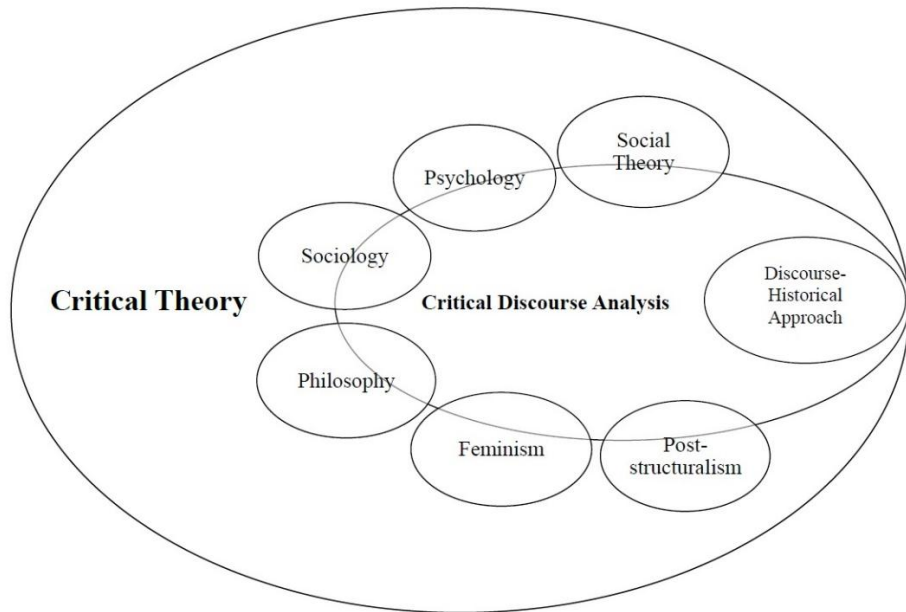 Social
Theory
Psychology
Sociology
Discourse-
Historical
Approach
Critical Theory
Critical Discourse Analysis
Philosophy
Feminism
Post-
structuralism